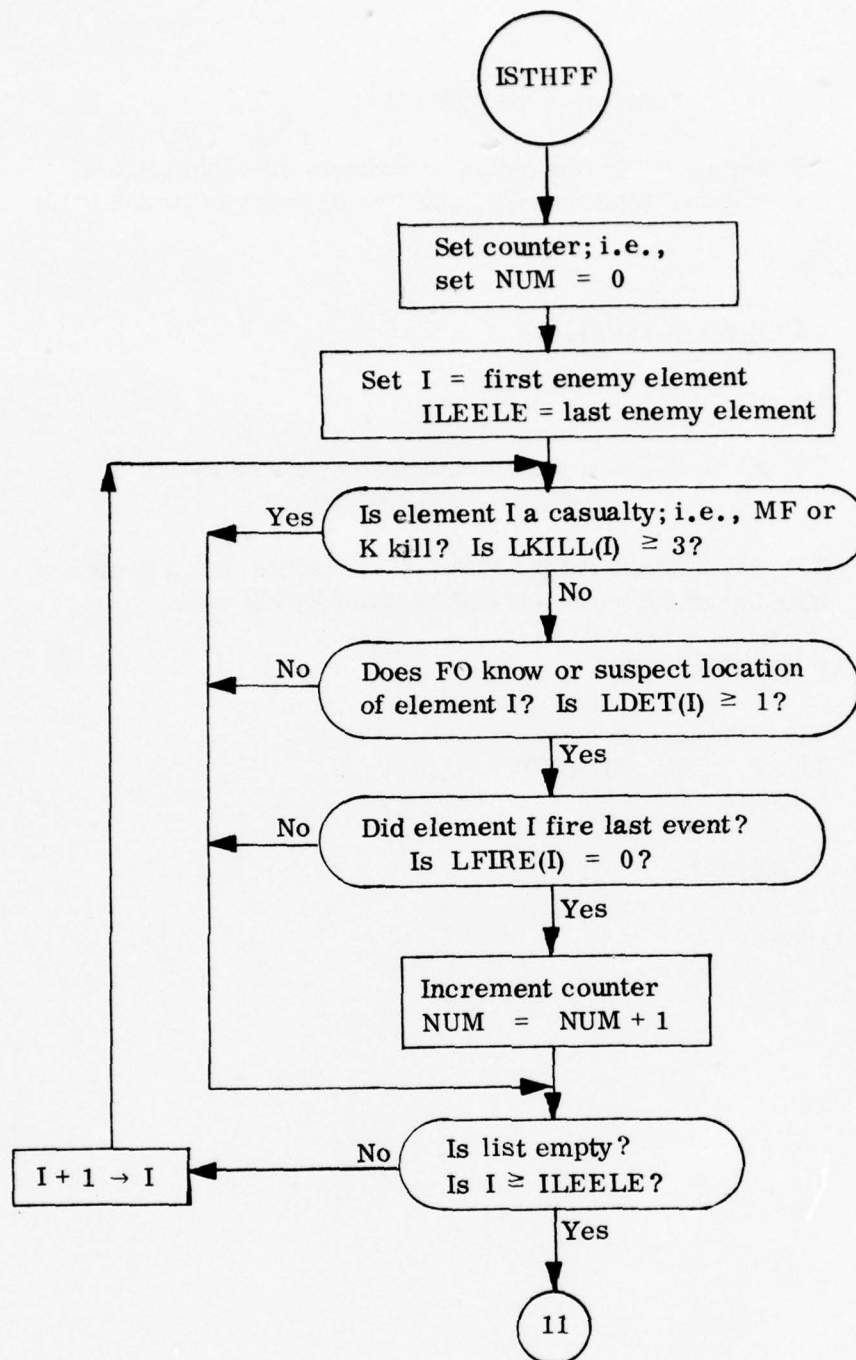 ISTHFF
Set counter; i.e.,
set NUM = 0
Set I = first enemy element
ILEELE = last enemy element
Yes
Is element I a casualty; i.e., MF or
K kill? Is LKILL(I) ≥ 3?
No
No
Does FO know or suspect location
of element I? Is LDET(I) ≥ 1?
Yes
No
Did element I fire last event?
Is LFIRE(I) = 0?
Yes
Increment counter
NUM = NUM + 1
No
Is list empty?
Is I ≥ ILEELE?
I + 1 → I
Yes
11